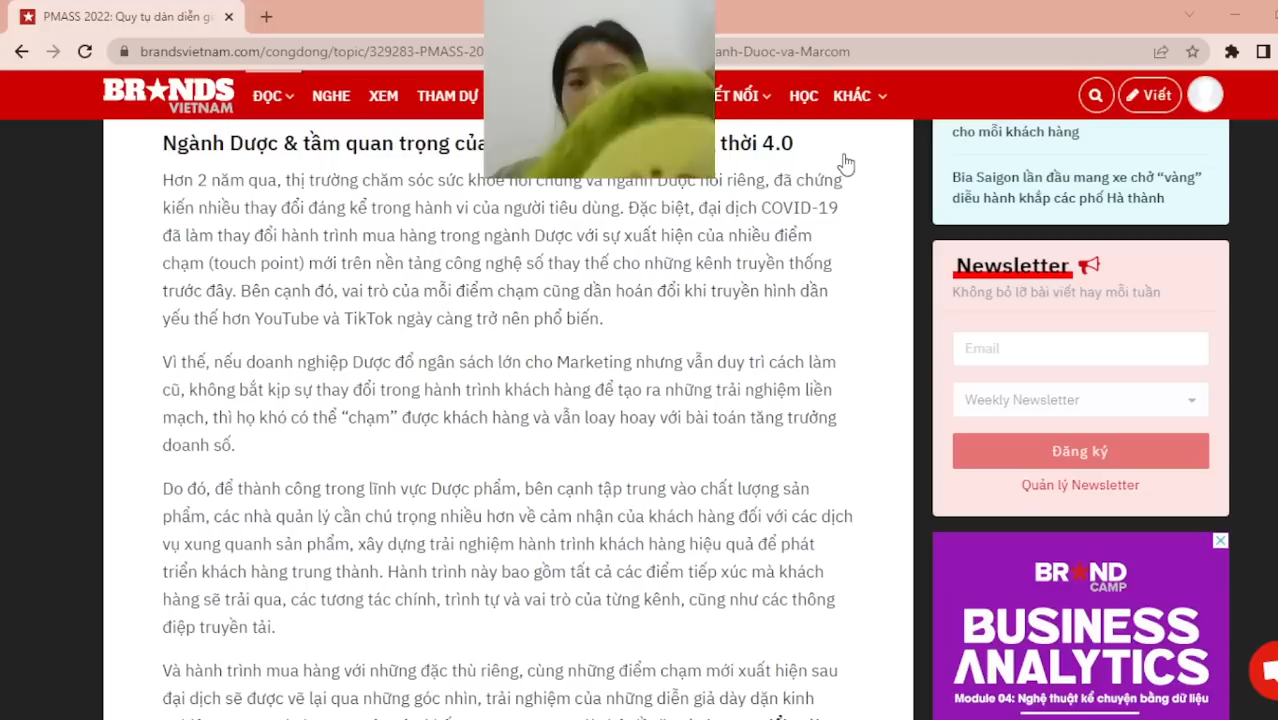 PMASS 2022: Quy tụ dàn diễn gi
brandsvietnam.com/congdong/topic/329283-PMASS-20
anh-Duoc-va-Marcom
BRANDS
VIETNAM
ĐỌC
NGHE
XEM
THAM DỰ
ẾT NỐI
HỌC
KHÁC
Viết
Ngành Dược & tầm quan trọng củ
thời 4.0
Hơn 2 năm qua, thị trường chăm sóc sức khỏe nói chung và ngành Dược nói riêng, đã chứng
kiến nhiều thay đổi đáng kể trong hành vi của người tiêu dùng. Đặc biệt, đại dịch COVID-19
đã làm thay đổi hành trình mua hàng trong ngành Dược với sự xuất hiện của nhiều điểm
chạm (touch point) mới trên nền tảng công nghệ số thay thế cho những kênh truyền thống
trước đây. Bên cạnh đó, vai trò của mỗi điểm chạm cũng dần hoán đổi khi truyền hình dần
yếu thế hơn YouTube và TikTok ngày càng trở nên phổ biến.
Vì thế, nếu doanh nghiệp Dược đổ ngân sách lớn cho Marketing nhưng vẫn duy trì cách làm
cũ, không bắt kịp sự thay đổi trong hành trình khách hàng để tạo ra những trải nghiệm liền
mạch, thì họ khó có thể “chạm” được khách hàng và vẫn loay hoay với bài toán tăng trưởng
doanh số.
Do đó, để thành công trong lĩnh vực Dược phẩm, bên cạnh tập trung vào chất lượng sản
phẩm, các nhà quản lý cần chú trọng nhiều hơn về cảm nhận của khách hàng đối với các dịch
vụ xung quanh sản phẩm, xây dựng trải nghiệm hành trình khách hàng hiệu quả để phát
triển khách hàng trung thành. Hành trình này bao gồm tất cả các điểm tiếp xúc mà khách
hàng sẽ trải qua, các tương tác chính, trình tự và vai trò của từng kênh, cũng như các thông
điệp truyền tải.
Và hành trình mua hàng với những đặc thù riêng, cùng những điểm chạm mới xuất hiện sau
đại dịch sẽ được vẽ lại qua những góc nhìn, trải nghiệm của những diễn giả dày dặn kinh
cho mỗi khách hàng
Bia Saigon lần đầu mang xe chở “vàng”
diễu hành khắp các phố Hà thành
Newsletter
Không bỏ lỡ bài viết hay mỗi tuần
Email
Weekly Newsletter
Đăng ký
Quản lý Newsletter
BRAND
CAMP
BUSINESS
ANALYTICS
Module 04: Nghệ thuật kể chuyện bằng dữ liệu